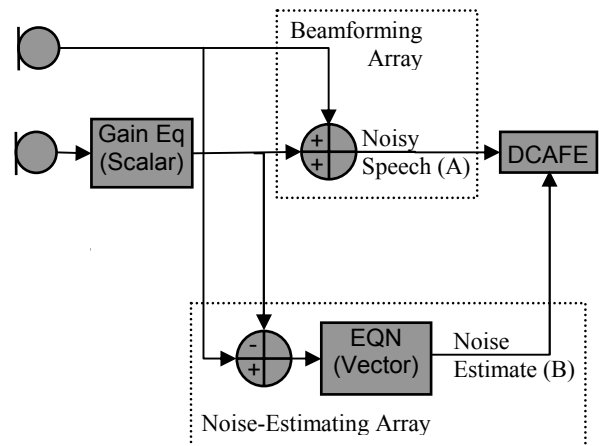 Beamforming
Array
Gain Eq
(Scalar)
+
+
Noisy
Speech (A)
DCAFE
-
+
EQN
(Vector)
Noise
Estimate (B)
Noise-Estimating Array